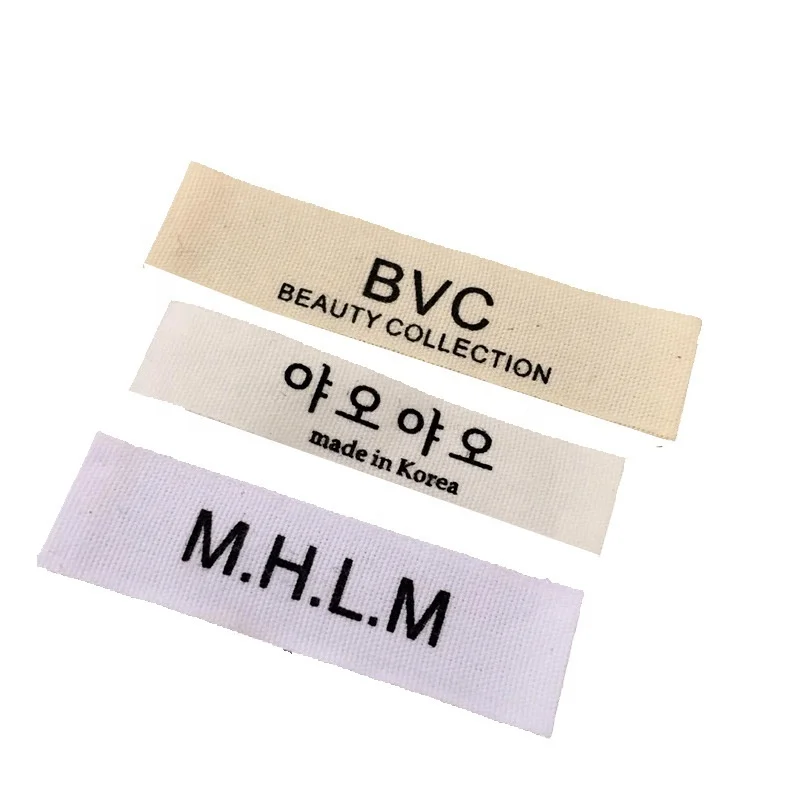 BVC
BEAUTY COLLECTION
야오야오
made in Korea
M.H.L.M